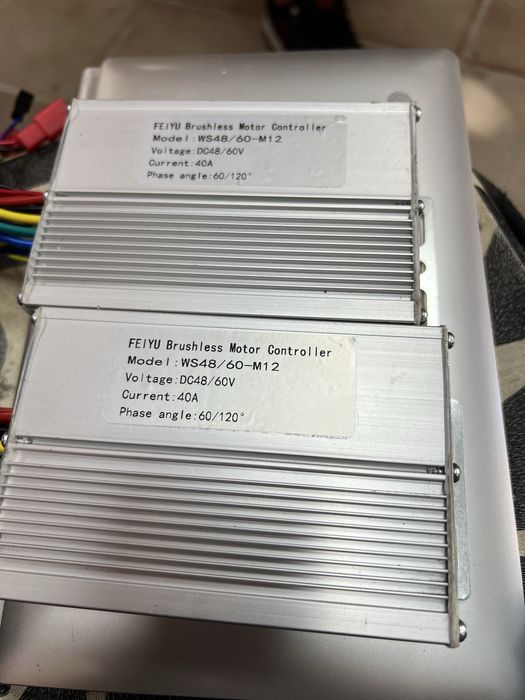 FEIYU Brushless Motor Controller
Model:WS48/60-M12
Voltage:DC48/60V
Current:40A
Phase angle:60/120°
FEIYU Brushless Motor Controller
Model:WS48/60-M12
Voltage:DC48/60V
Current:40A
Phase angle:60/120°